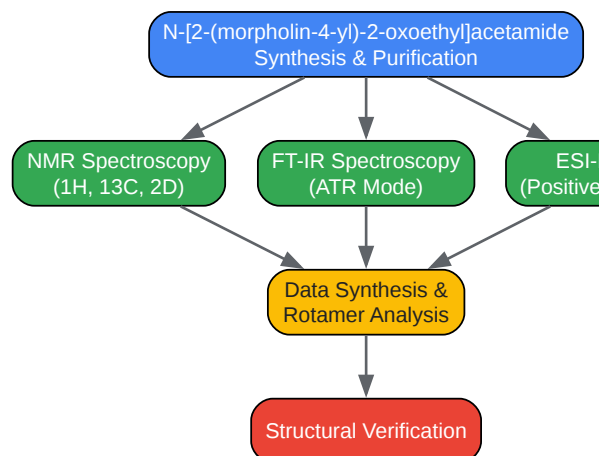 N-[2-(morpholin-4-yl)-2-oxoethyl]acetamide
Synthesis & Purification
NMR Spectroscopy
(1H, 13C, 2D)
FT-IR Spectroscopy
(ATR Mode)
ESI-
(Positive
Data Synthesis &
Rotamer Analysis
Structural Verification